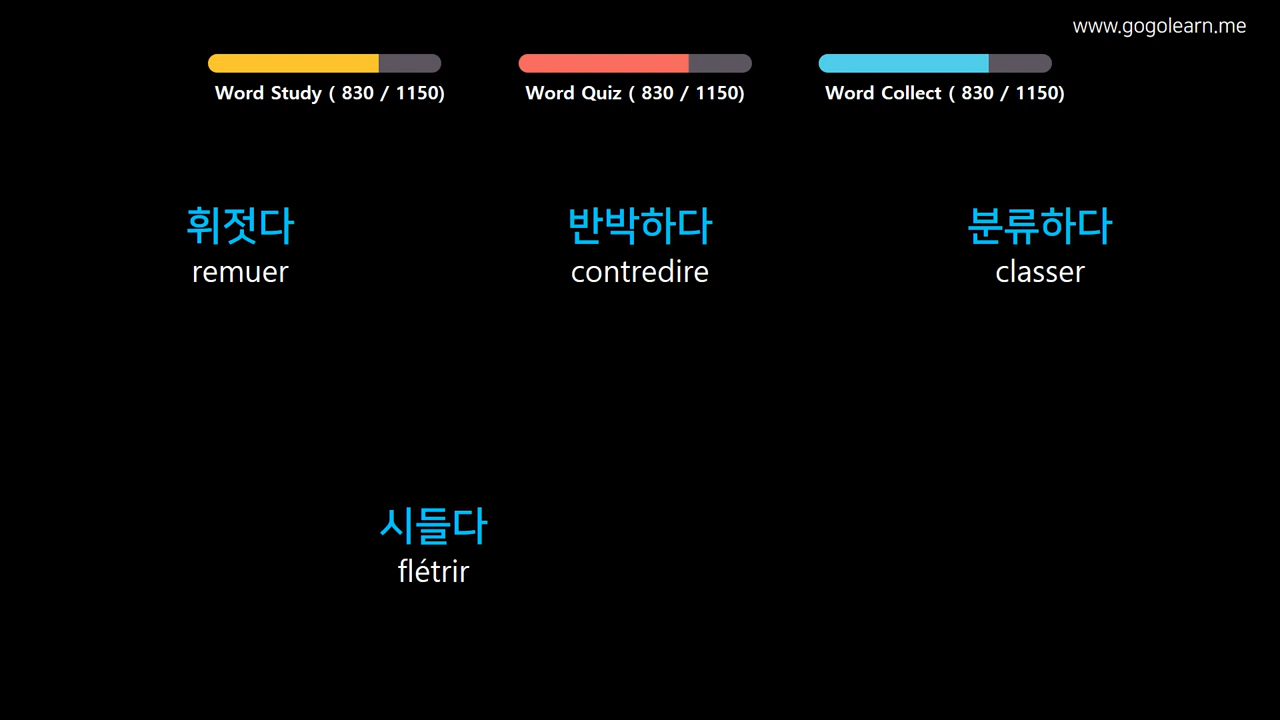 www.gogolearn.me
Word Study ( 830 / 1150)
Word Quiz ( 830 / 1150)
Word Collect ( 830 / 1150)
휘젓다
remuer
반박하다
contredire
분류하다
classer
시들다
flétrir